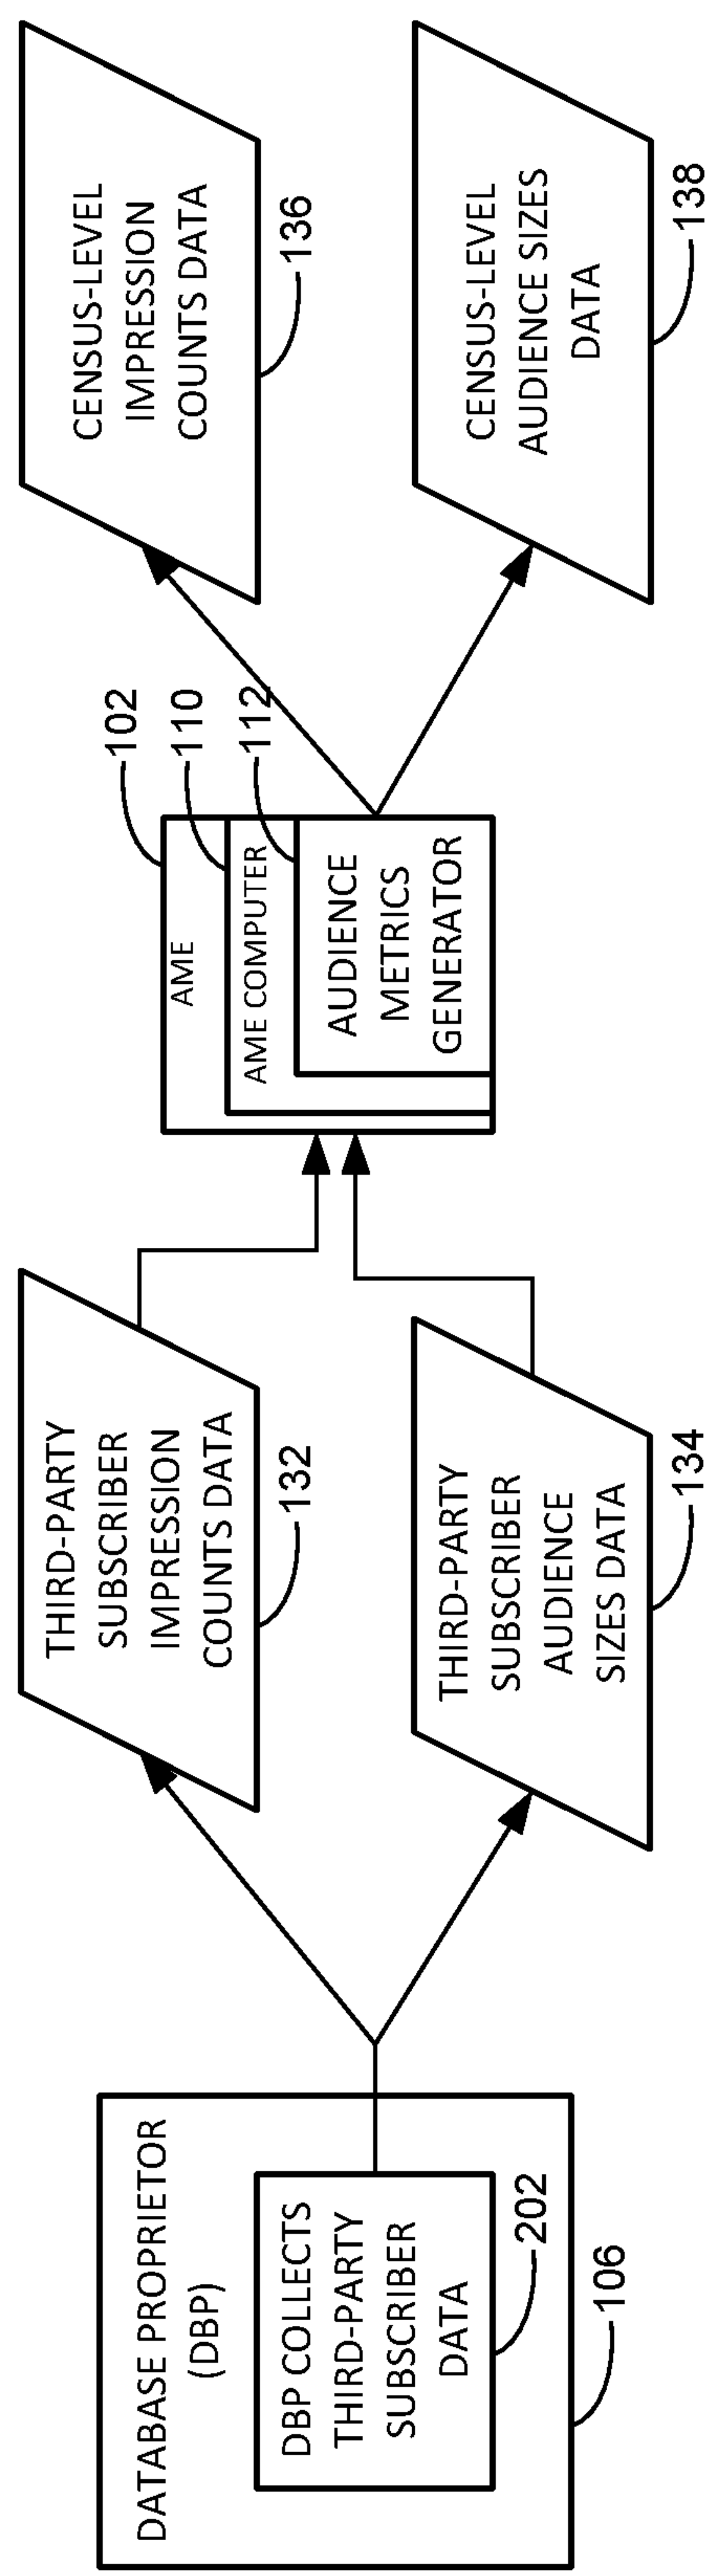 DATABASE PROPRIETOR
(DBP)
DBP COLLECTS
THIRD-PARTY
SUBSCRIBER
DATA
202
106
THIRD-PARTY
SUBSCRIBER
IMPRESSION
COUNTS DATA
132
THIRD-PARTY
SUBSCRIBER
AUDIENCE
SIZES DATA
134
AME
AME COMPUTER
AUDIENCE
METRICS
GENERATOR
102
110
112
CENSUS-LEVEL
IMPRESSION
COUNTS DATA
136
CENSUS-LEVEL
AUDIENCE SIZES
DATA
138